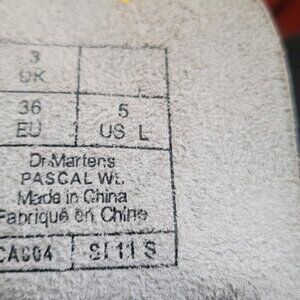 3
UK
36 5
EU US L
Dr.Martens
PASCAL WL
Made in China
Fabriqué en Chine
CA004 SI 11 S